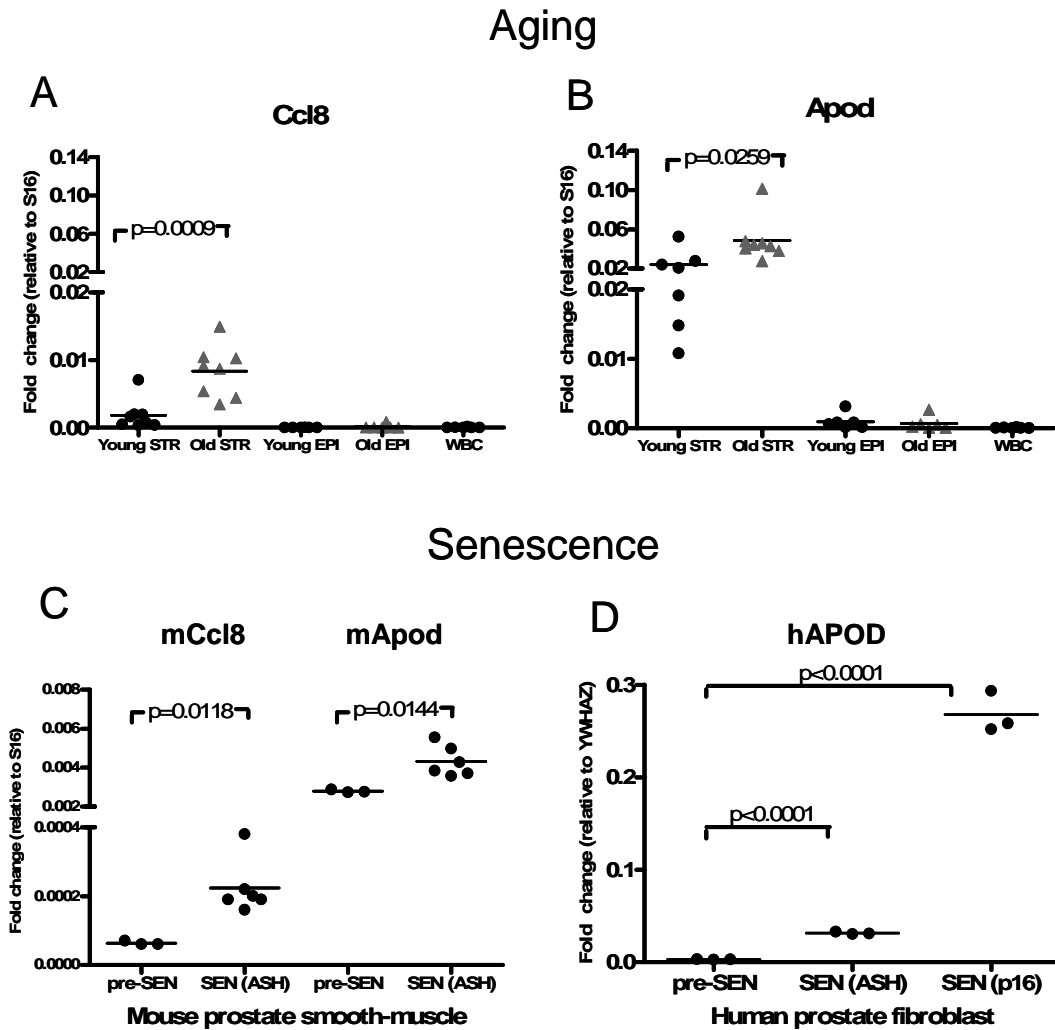 Aging
A
Ccl8
Fold change (relative to S16)
0.14
0.10
0.06
0.02
0.02
0.01
0.00
p=0.0009
Young STR Old STR Young EPI Old EPI WBC
B
Apod
Fold change (relative to S16)
0.14
0.10
0.06
0.02
0.02
0.01
0.00
p=0.0259
Young STR Old STR Young EPI Old EPI WBC
Senescence
C
mCcl8 mApod
Fold change (relative to S16)
0.008
0.006
0.004
0.002
0.0004
0.0002
0.0000
p=0.0118 p=0.0144
pre-SEN SEN (ASH) pre-SEN SEN (ASH)
Mouse prostate smooth-muscle
D
hAPOD
Fold change (relative to YWHAZ)
0.3
0.2
0.1
0.0
p<0.0001
p<0.0001
pre-SEN SEN (ASH) SEN (p16)
Human prostate fibroblast